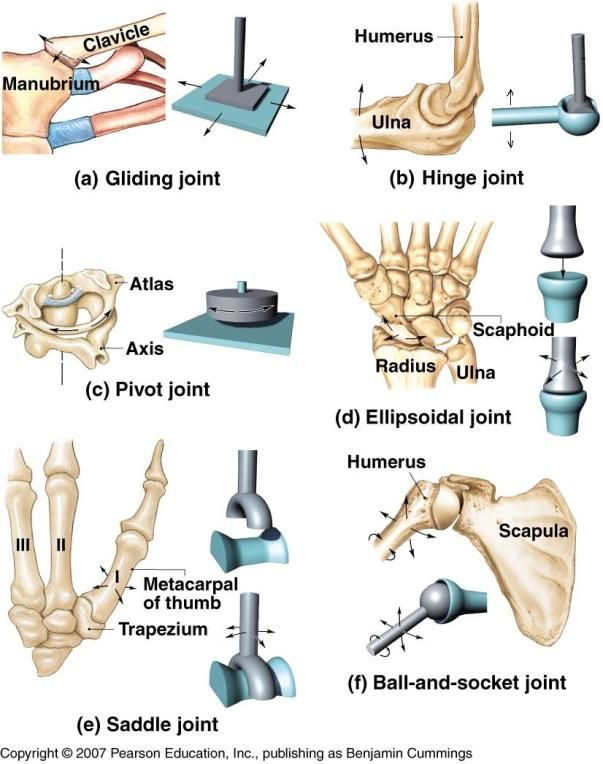 Clavicle
Manubrium
(a) Gliding joint
Humerus
Ulna
(b) Hinge joint
Atlas
Axis
(c) Pivot joint
Scaphoid
Radius
Ulna
(d) Ellipsoidal joint
III
II
I
Metacarpal
of thumb
Trapezium
(e) Saddle joint
Humerus
Scapula
(f) Ball-and-socket joint
Copyright © 2007 Pearson Education, Inc., publishing as Benjamin Cummings